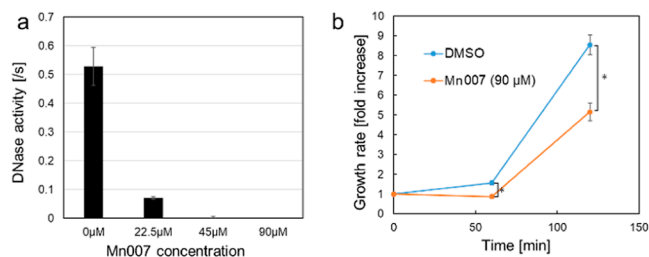 a
DNase activity [/s]
0.7
0.6
0.5
0.4
0.3
0.2
0.1
0
0µM 22.5µM 45µM 90µM
Mn007 concentration
b
Growth rate [fold increase]
10
9
8
7
6
5
4
3
2
1
0
DMSO
Mn007 (90 µM)
*
*
0 50 100 150
Time [min]